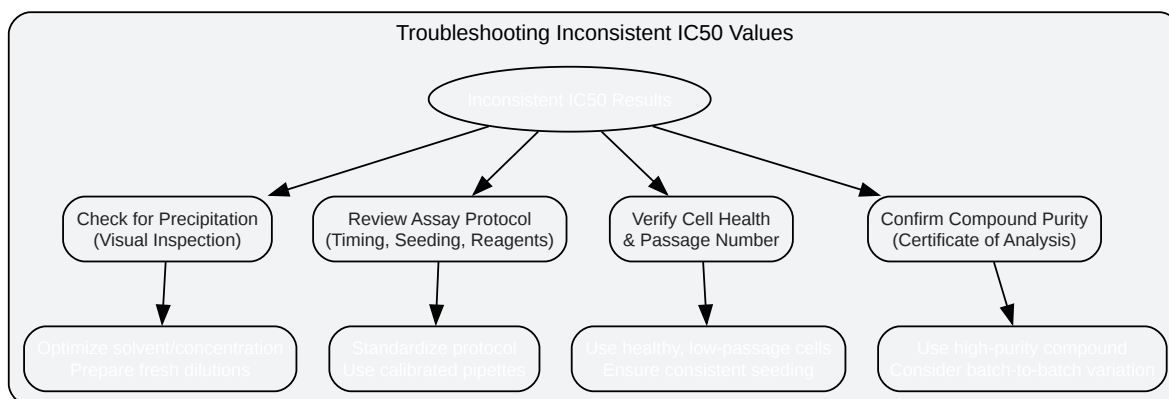 Troubleshooting Inconsistent IC50 Values
Inconsistent IC50 Results
Check for Precipitation
(Visual Inspection)
Review Assay Protocol
(Timing, Seeding, Reagents)
Verify Cell Health
& Passage Number
Confirm Compound Purity
(Certificate of Analysis)
Optimize solvent/concentration
Prepare fresh dilutions
Standardize protocol
Use calibrated pipettes
Use healthy, low-passage cells
Ensure consistent seeding
Use high-purity compound
Consider batch-to-batch variation